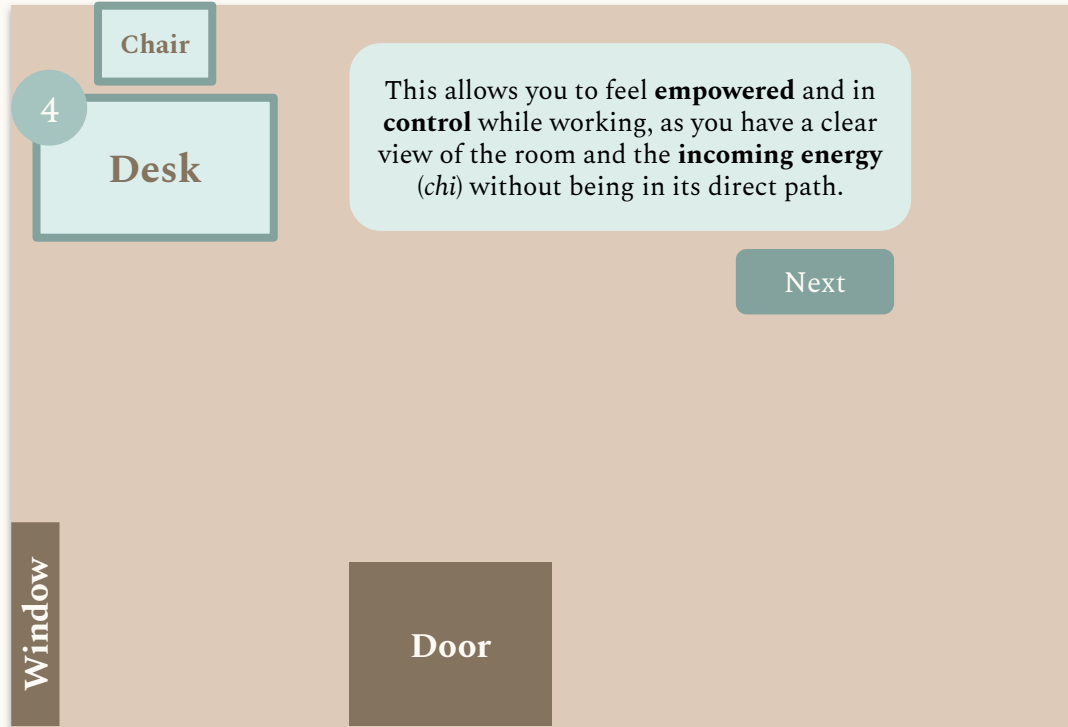 Chair
4
Desk
This allows you to feel empowered and in
control while working, as you have a clear
view of the room and the incoming energy
(chi) without being in its direct path.
Next
Window
Door